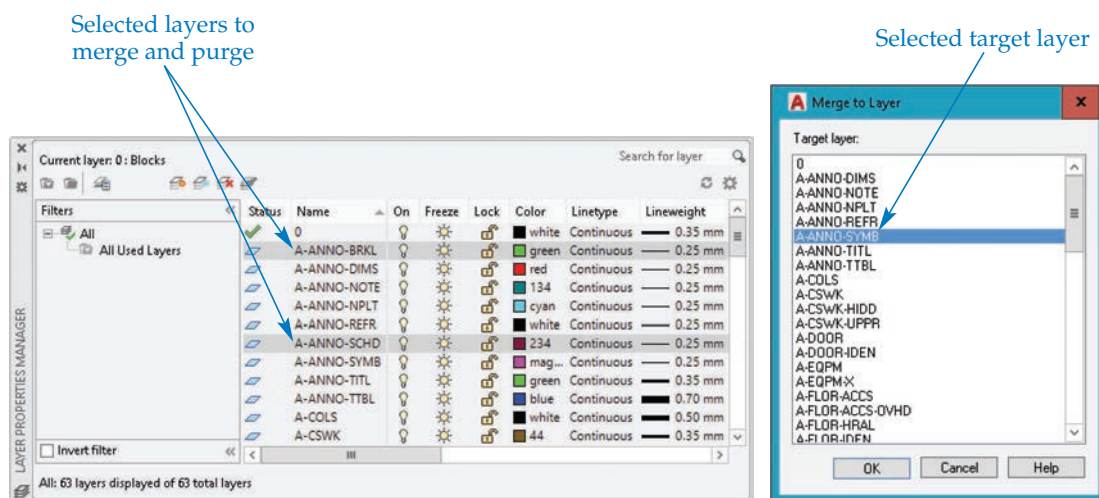 Selected layers to
merge and purge
Selected target layer
Current layer: 0 : Blocks
Search for layer
Filters
All
All Used Layers
Invert filter
LAYER PROPERTIES MANAGER
Status Name On Freeze Lock Color Linetype Lineweight
0 white Continuous 0.35 mm
A-ANNO-BRKL green Continuous 0.25 mm
A-ANNO-DIMS red Continuous 0.25 mm
A-ANNO-NOTE 134 Continuous 0.25 mm
A-ANNO-NPLT cyan Continuous 0.25 mm
A-ANNO-REFR white Continuous 0.25 mm
A-ANNO-SCHD 234 Continuous 0.25 mm
A-ANNO-SYMB mag... Continuous 0.25 mm
A-ANNO-TITL green Continuous 0.35 mm
A-ANNO-TTBL blue Continuous 0.70 mm
A-COLS white Continuous 0.50 mm
A-CSWK 44 Continuous 0.35 mm
All: 63 layers displayed of 63 total layers
A Merge to Layer x
Target layer:
0
A-ANNO-DIMS
A-ANNO-NOTE
A-ANNO-NPLT
A-ANNO-REFR
A-ANNO-SYMB
A-ANNO-TITL
A-ANNO-TTBL
A-COLS
A-CSWK
A-CSWK-HIDD
A-CSWK-UPPR
A-DOOR
A-DOOR-IDEN
A-EQPM
A-EQPM-X
A-FLOR-ACCS
A-FLOR-ACCS-OVHD
A-FLOR-HRAL
A-FLOR-IDEN
OK Cancel Help